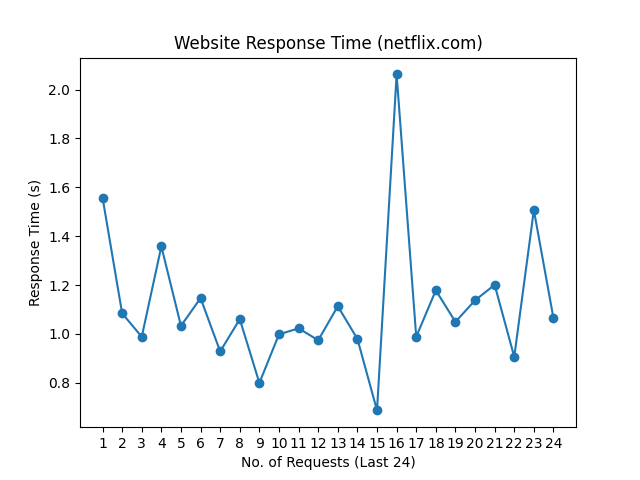 Website Response Time (netflix.com)
2.0
1.8
1.6
1.4
1.2
1.0
0.8
Response Time (s)
1 2 3 4 5 6 7 8 9 10 11 12 13 14 15 16 17 18 19 20 21 22 23 24
No. of Requests (Last 24)